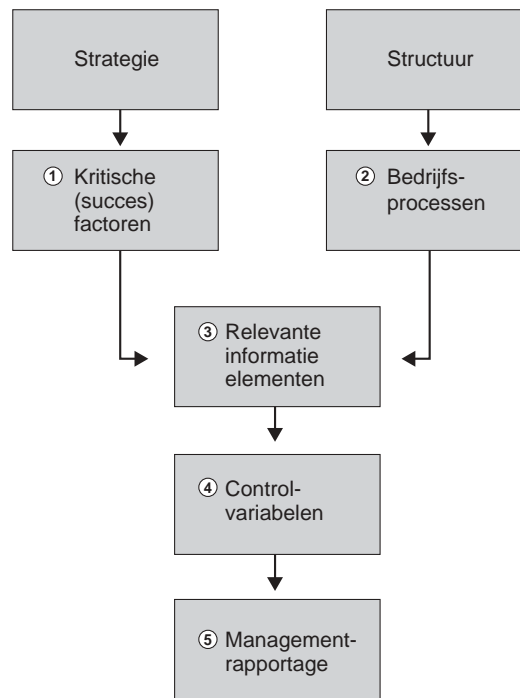 Strategie
Structuur
① Kritische
(succes)
factoren
② Bedrijfs-
processen
③ Relevante
informatie
elementen
④ Control-
variabelen
⑤ Management-
rapportage